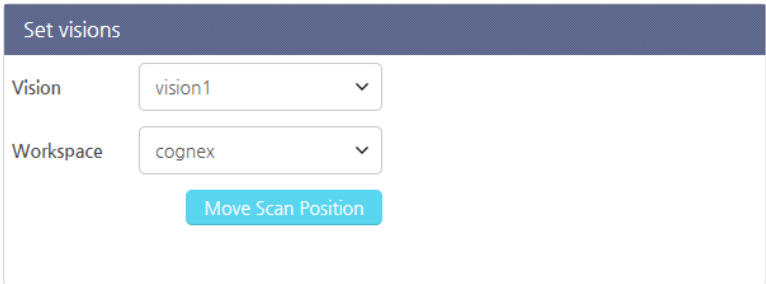 Set visions
Vision vision1
Workspace cognex
Move Scan Position